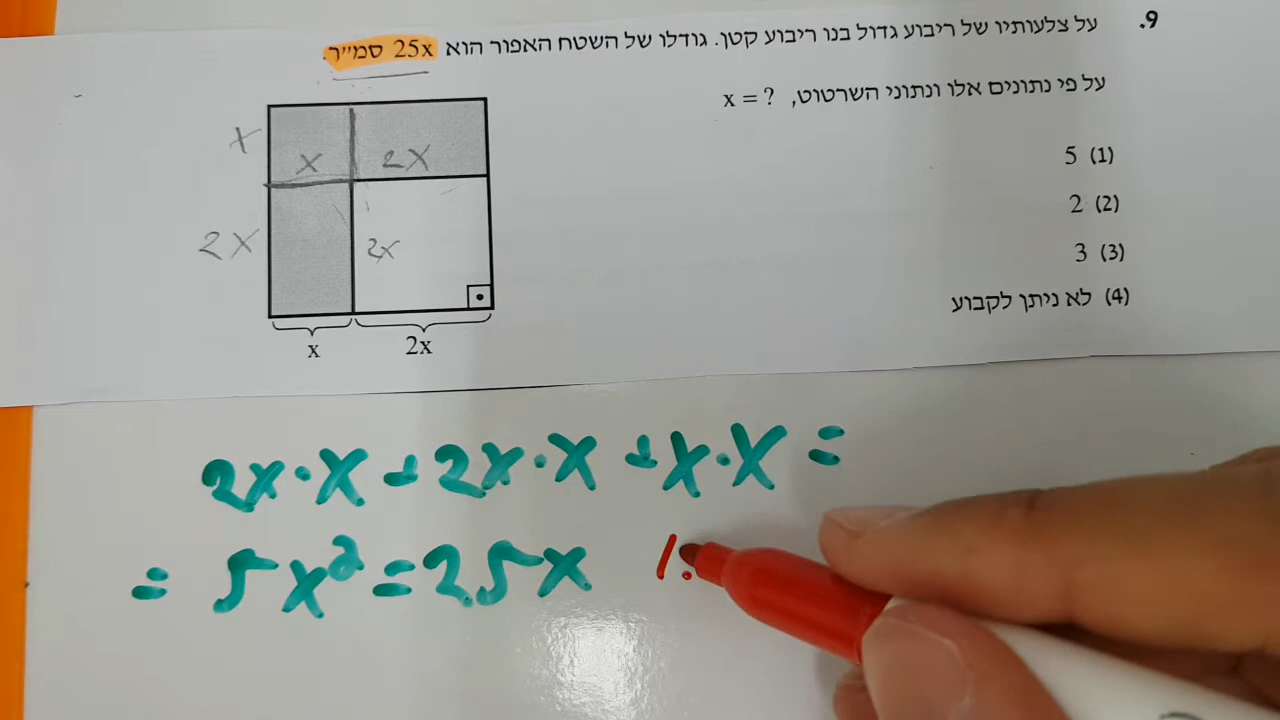 9. על צלעותיו של ריבוע גדול בנו ריבוע קטן. גודלו של השטח האפור הוא 25x סמ״ר.
על פי נתונים אלו ונתוני השרטוט, x = ?
(1) 5
(2) 2
(3) 3
(4) לא ניתן לקבוע
x
x 2x
2x
2x
x 2x
2x·x+2x·x+x·x=
=5x²=25x /: